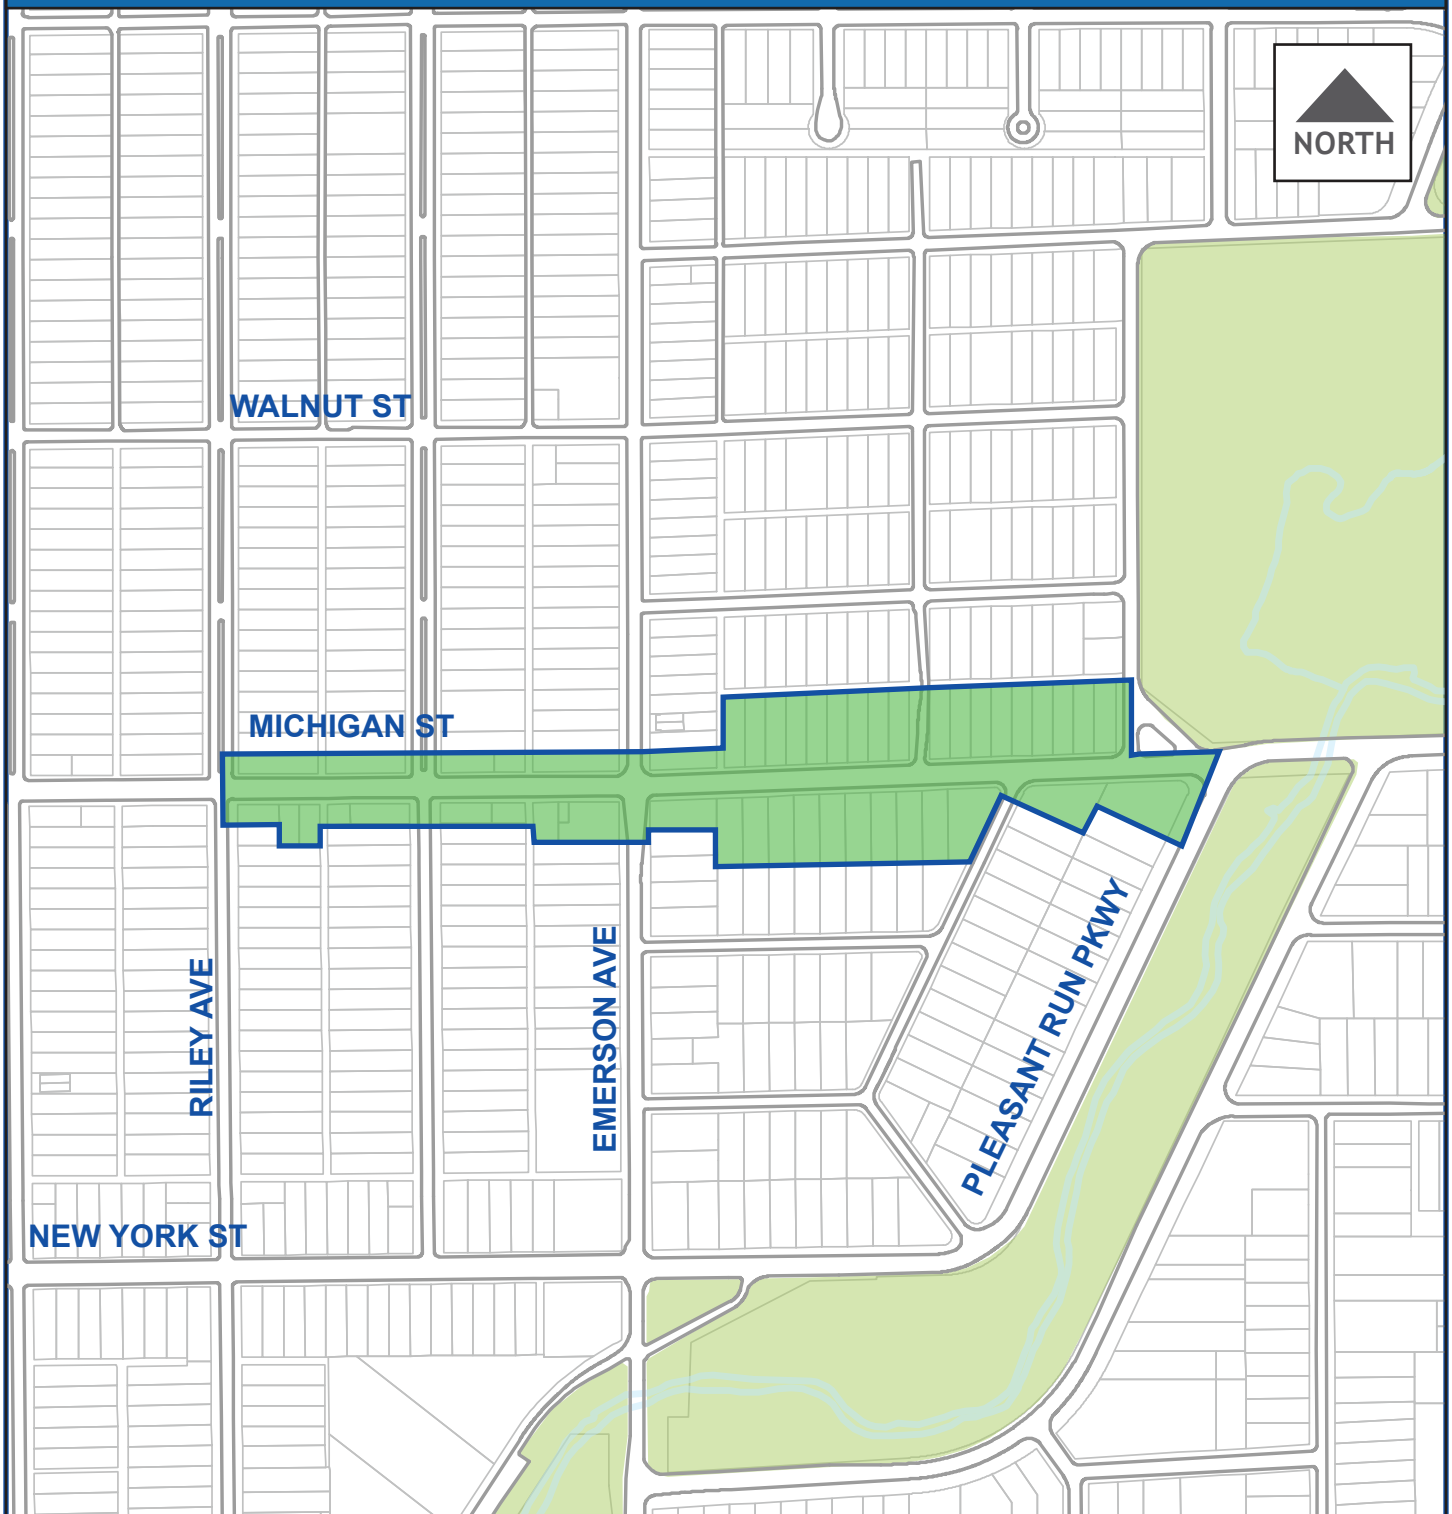 NORTH
WALNUT ST
MICHIGAN ST
RILEY AVE
EMERSON AVE
PLEASANT RUN PKWY
NEW YORK ST